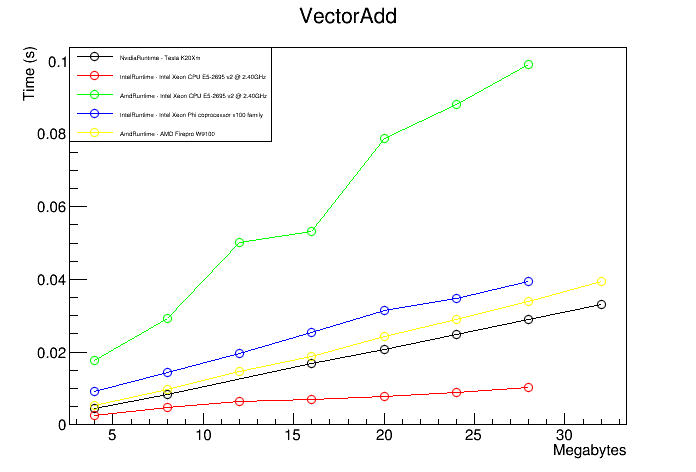 VectorAdd
Time (s)
0.1
0.08
0.06
0.04
0.02
0
NvidiaRuntime - Tesla K20Xm
IntelRuntime - Intel Xeon CPU E5-2695 v2 @ 2.40GHz
AmdRuntime - Intel Xeon CPU E5-2695 v2 @ 2.40GHz
IntelRuntime - Intel Xeon Phi coprocessor x100 family
AmdRuntime - AMD Firepro W9100
5 10 15 20 25 30
Megabytes